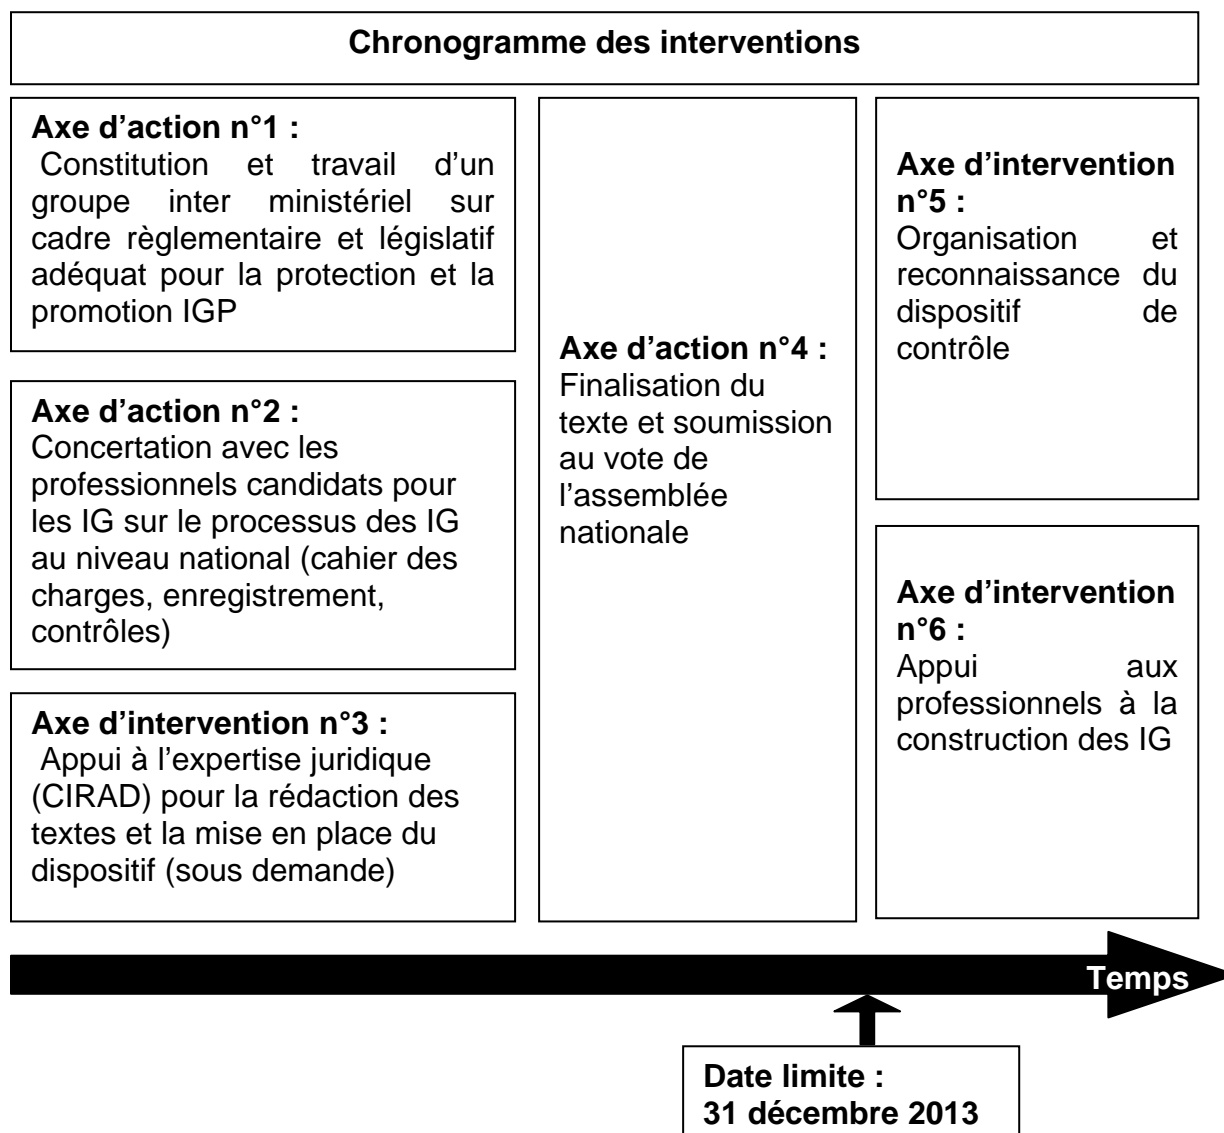 Chronogramme des interventions
Axe d’action n°1 :
Constitution et travail d’un
groupe inter ministériel sur
cadre règlementaire et législatif
adéquat pour la protection et la
promotion IGP
Axe d’action n°2 :
Concertation avec les
professionnels candidats pour
les IG sur le processus des IG
au niveau national (cahier des
charges, enregistrement,
contrôles)
Axe d’intervention n°3 :
Appui à l’expertise juridique
(CIRAD) pour la rédaction des
textes et la mise en place du
dispositif (sous demande)
Axe d’action n°4 :
Finalisation du
texte et soumission
au vote de
l’assemblée
nationale
Axe d’intervention
n°5 :
Organisation et
reconnaissance du
dispositif de
contrôle
Axe d’intervention
n°6 :
Appui aux
professionnels à la
construction des IG
Temps
Date limite :
31 décembre 2013